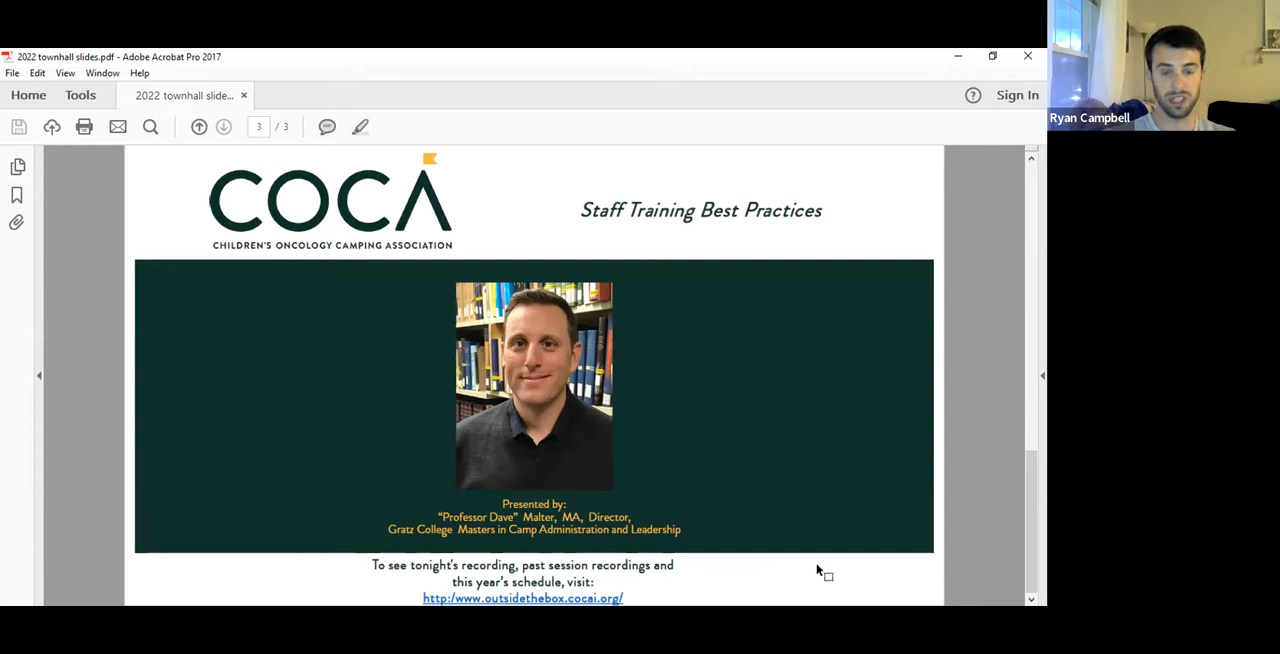 2022 townhall slides.pdf - Adobe Acrobat Pro 2017
File Edit View Window Help
Home Tools 2022 townhall slide... ×
? Sign In
3 / 3
Ryan Campbell
COCA
CHILDREN'S ONCOLOGY CAMPING ASSOCIATION
Staff Training Best Practices
Presented by:
“Professor Dave” Malter, MA, Director,
Gratz College Masters in Camp Administration and Leadership
To see tonight's recording, past session recordings and
this year's schedule, visit:
http:/www.outsidethebox.cocai.org/